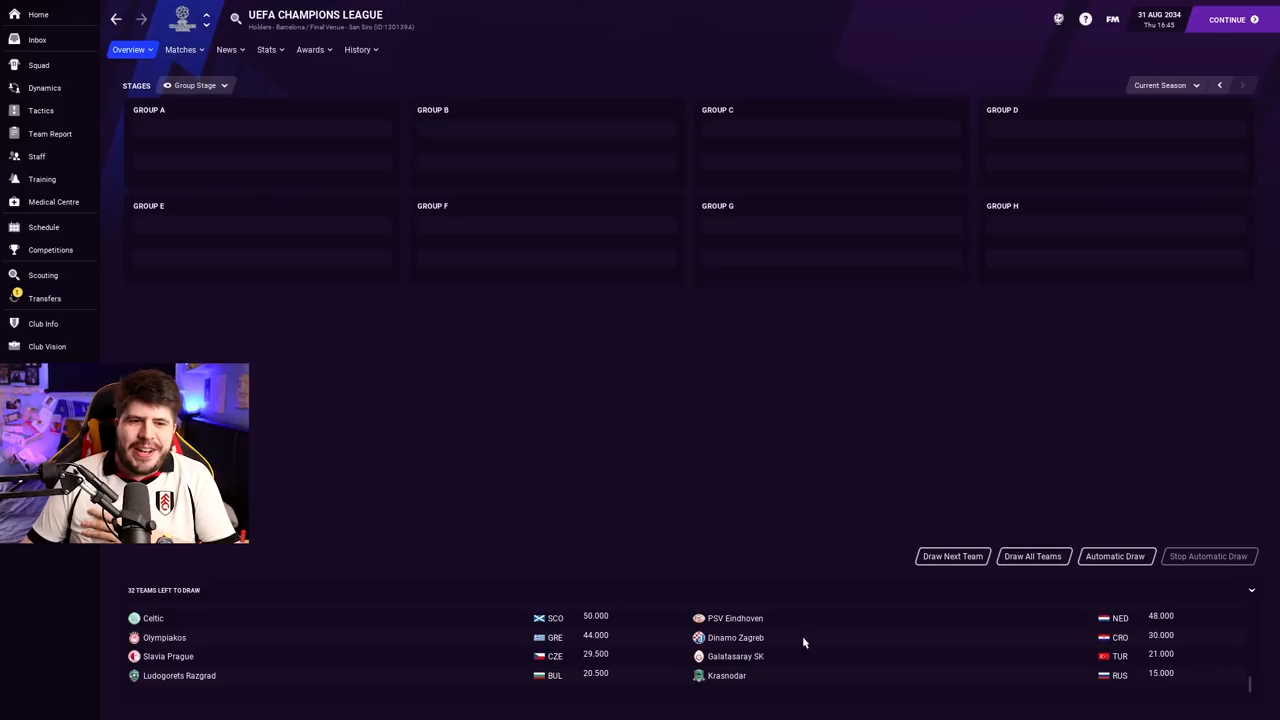 Home
UEFA CHAMPIONS LEAGUE
Holders - Barcelona / Final Venue - San Siro (ID:1301394)
FM
31 AUG 2034
Thu 16:45
CONTINUE
Inbox
Overview
Matches
News
Stats
Awards
History
Squad
Dynamics
Tactics
Team Report
Staff
Training
Medical Centre
Schedule
Competitions
Scouting
1
Transfers
Club Info
Club Vision
STAGES
Group Stage
Current Season
GROUP A
GROUP B
GROUP C
GROUP D
GROUP E
GROUP F
GROUP G
GROUP H
Draw Next Team
Draw All Teams
Automatic Draw
Stop Automatic Draw
32 TEAMS LEFT TO DRAW
Celtic SCO 50.000 PSV Eindhoven NED 48.000
Olympiakos GRE 44.000 Dinamo Zagreb CRO 30.000
Slavia Prague CZE 29.500 Galatasaray SK TUR 21.000
Ludogorets Razgrad BUL 20.500 Krasnodar RUS 15.000